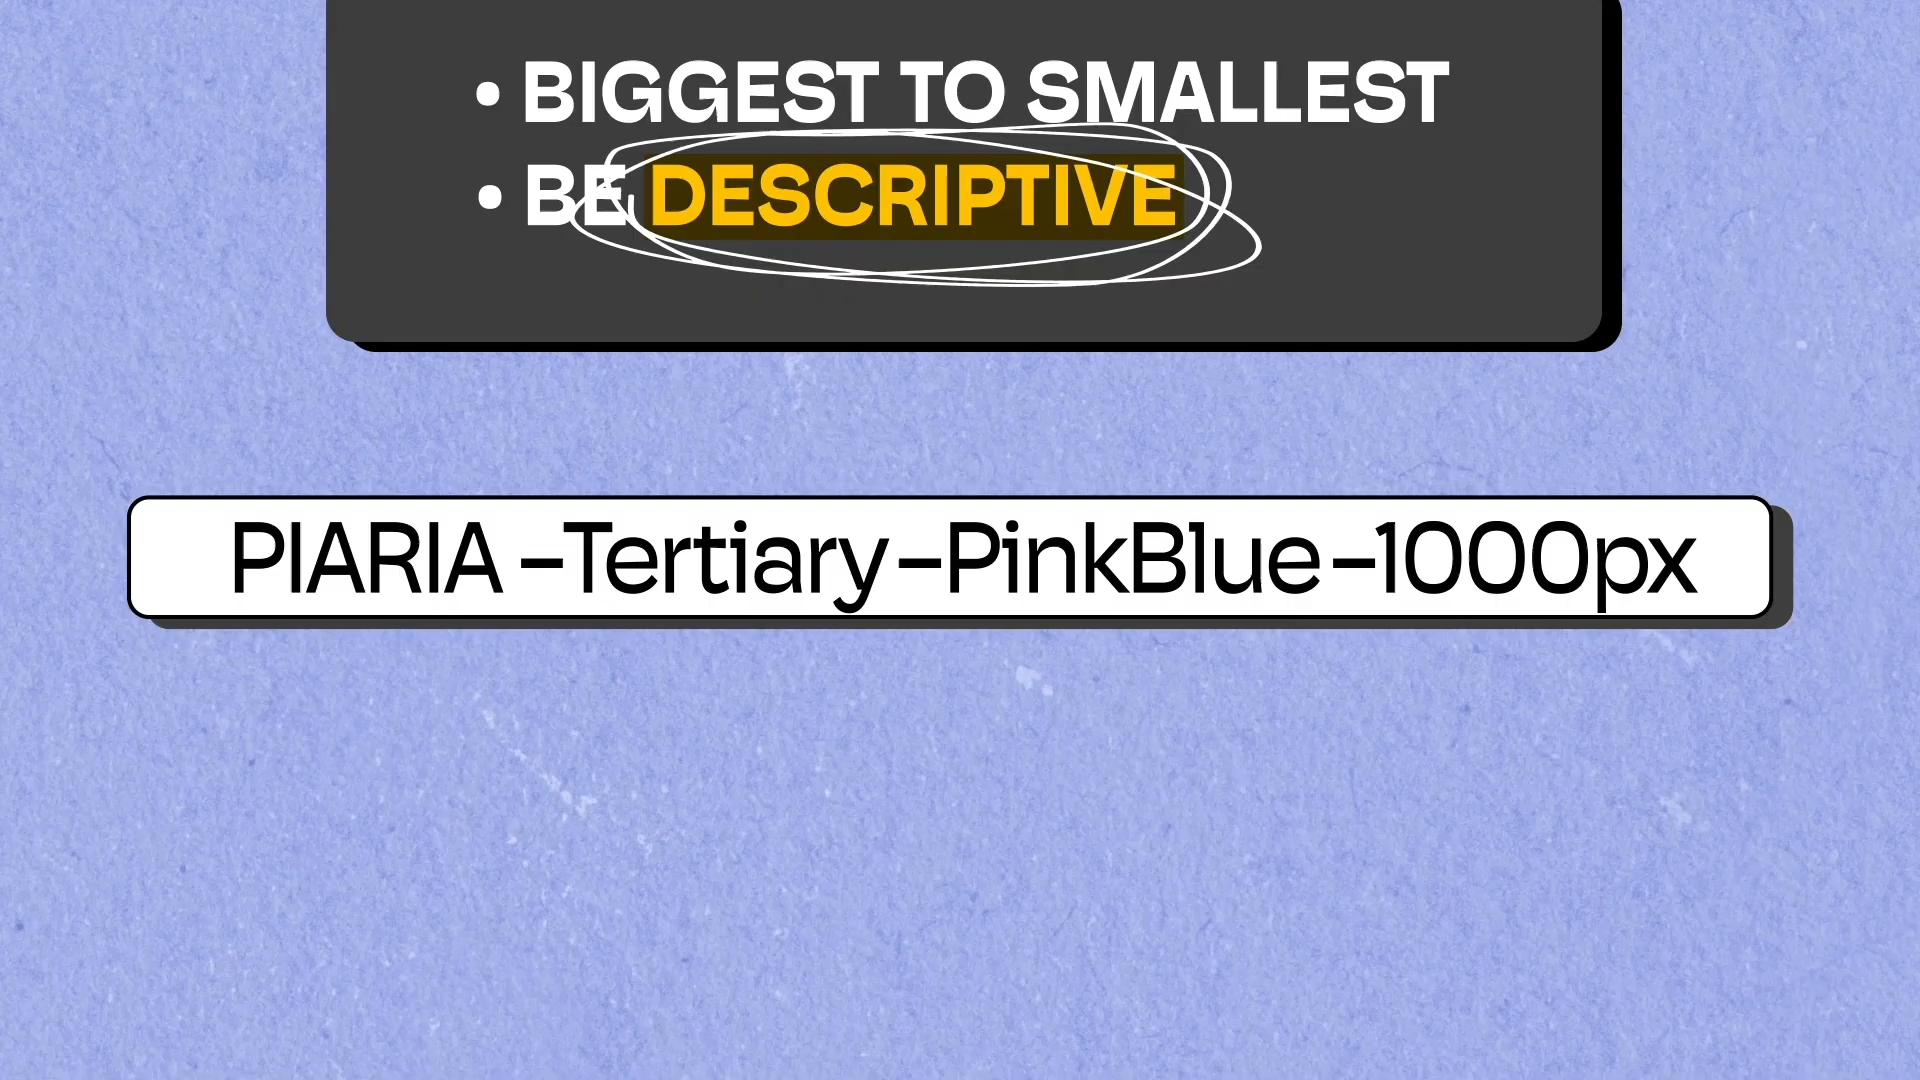 • BIGGEST TO SMALLEST
• BE DESCRIPTIVE
PIARIA –Tertiary–PinkBlue–1000px